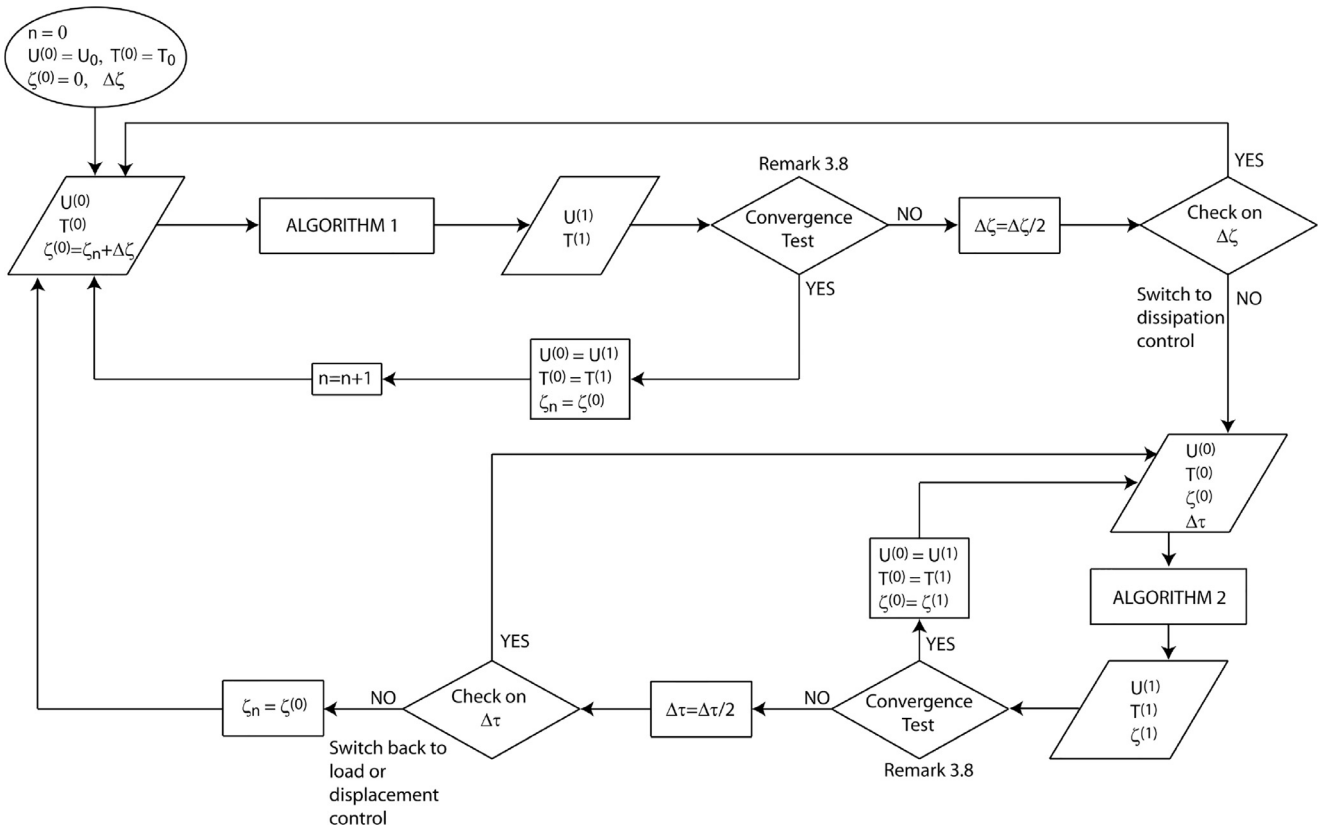 n = 0
U(0) = U0, T(0) = T0
ζ(0) = 0, Δζ
U(0)
T(0)
ζ(0)=ζn+Δζ
ALGORITHM 1
U(1)
T(1)
Remark 3.8
Convergence
Test
NO
YES
Δζ=Δζ/2
Check on
Δζ
YES
NO
Switch to
dissipation
control
U(0) = U(1)
T(0) = T(1)
ζn = ζ(0)
n=n+1
U(0)
T(0)
ζ(0)
Δτ
ALGORITHM 2
U(1)
T(1)
ζ(1)
Convergence
Test
Remark 3.8
YES
NO
U(0) = U(1)
T(0) = T(1)
ζ(0)= ζ(1)
Δτ=Δτ/2
Check on
Δτ
YES
NO
Switch back to
load or
displacement
control
ζn = ζ(0)